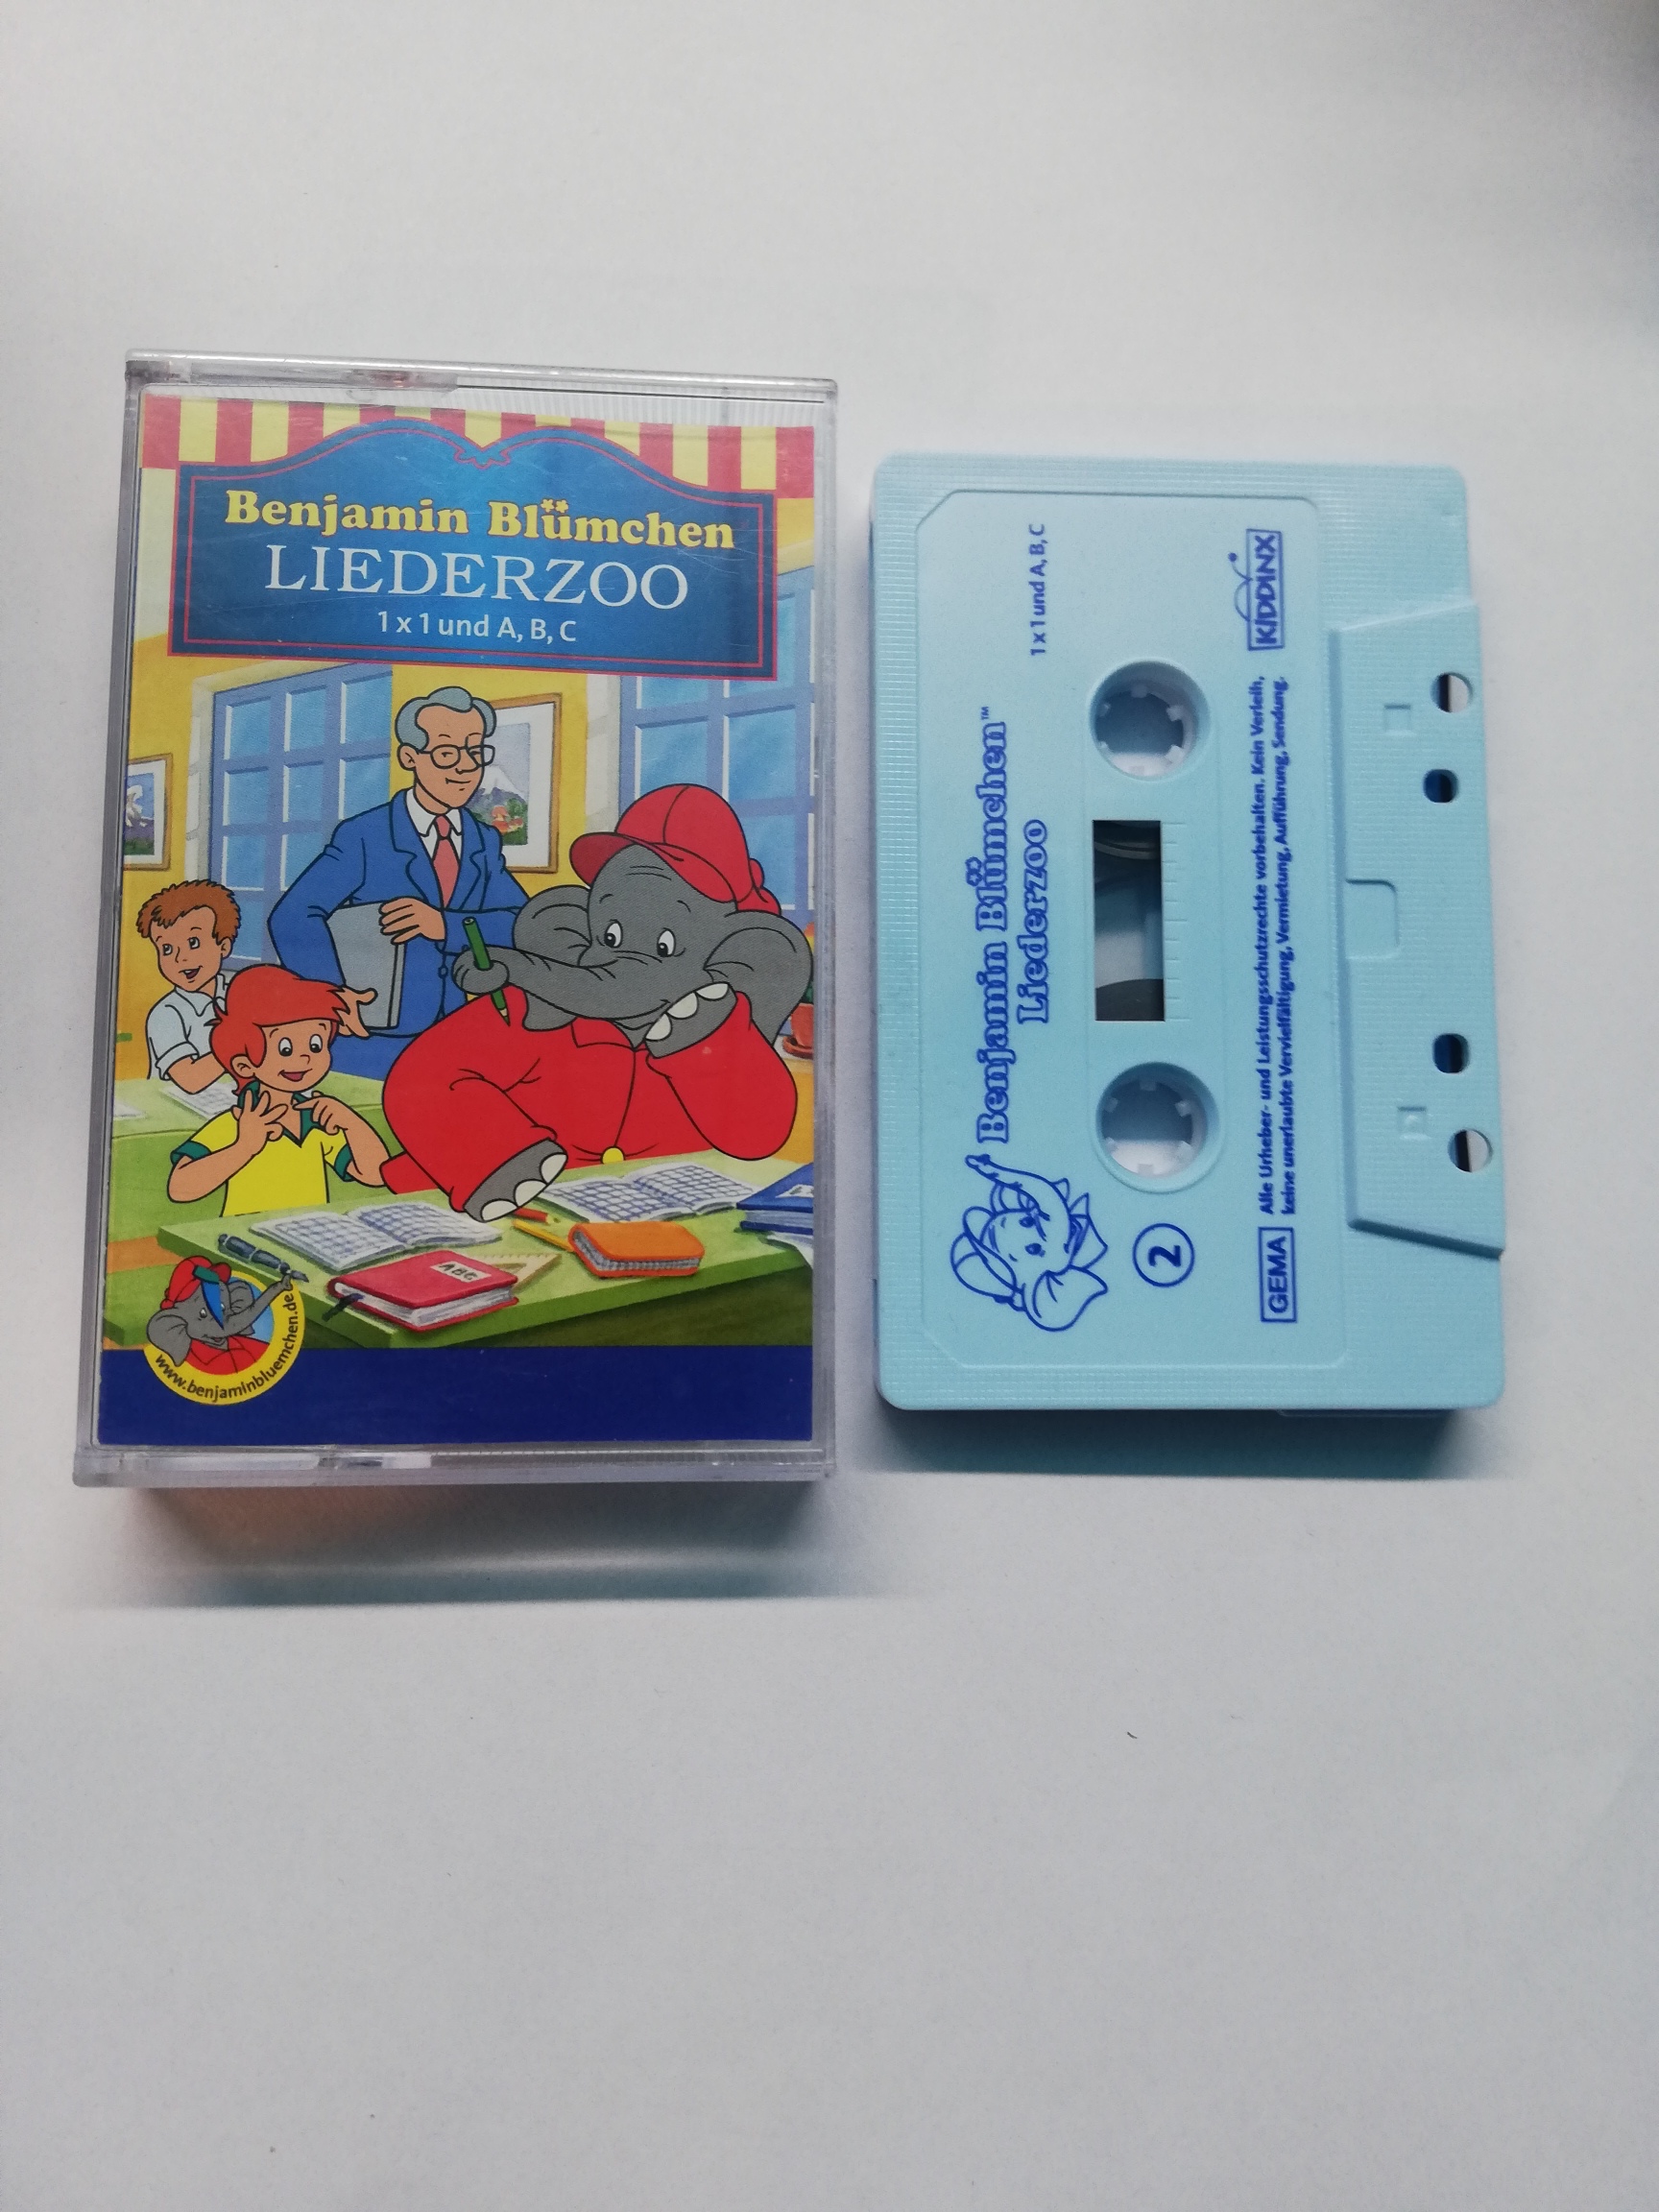 Benjamin Blümchen
LIEDERZOO
1 x 1 und A, B, C
ABC
www.benjaminbluemchen.de
Benjamin Blümchen™
Liederzoo
1 x 1 und A, B, C
2
GEMA
Alle Urheber- und Leistungsschutzrechte vorbehalten. Kein Verleih,
keine unerlaubte Vervielfältigung, Vermietung, Aufführung, Sendung.
KIDDINX